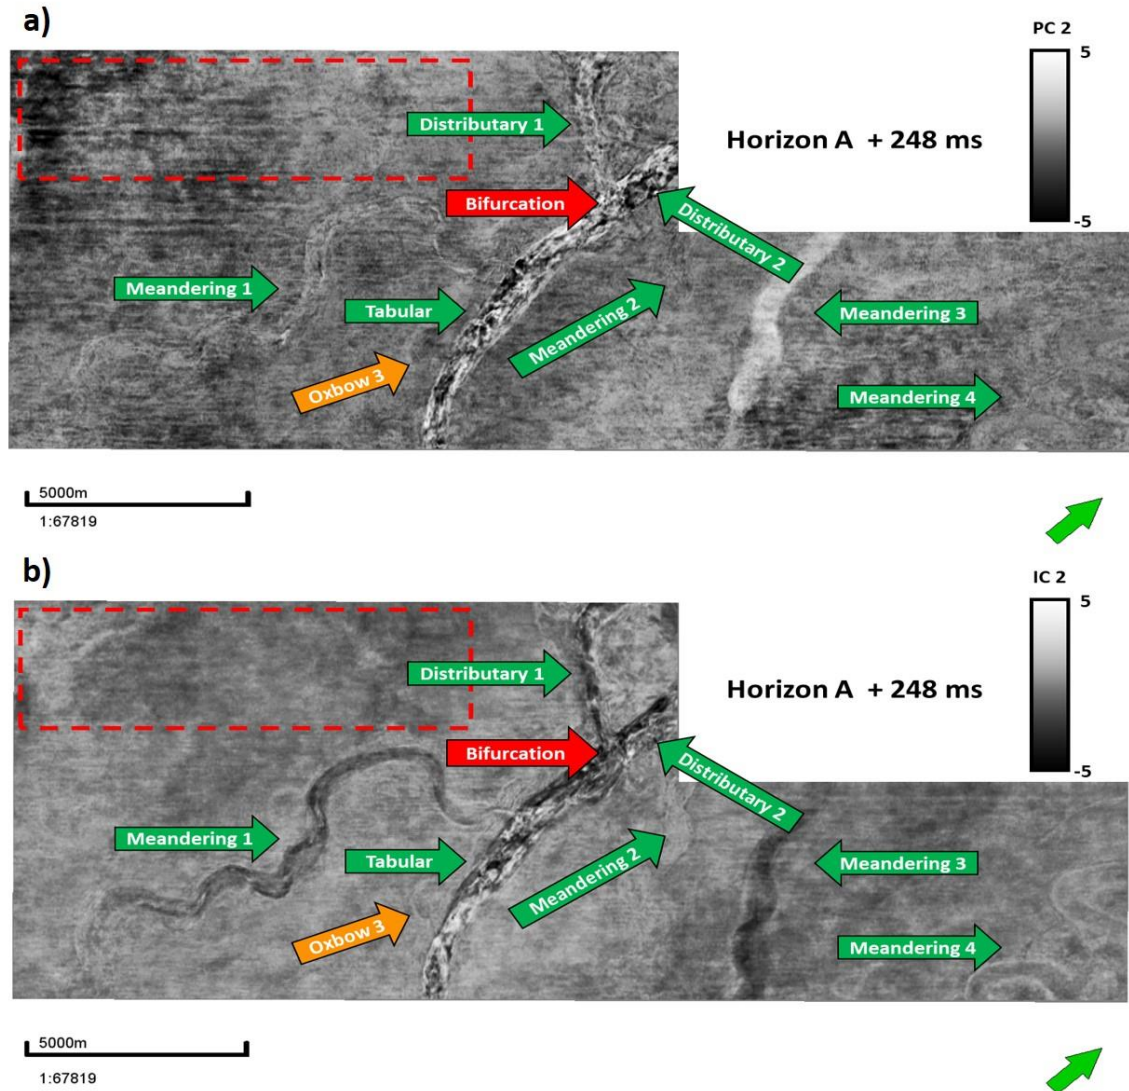 a)
PC 2
5
-5
Distributary 1
Horizon A + 248 ms
Bifurcation
Distributary 2
Meandering 1
Tabular
Meandering 2
Meandering 3
Oxbow 3
Meandering 4
5000m
1:67819
b)
IC 2
5
-5
Distributary 1
Horizon A + 248 ms
Bifurcation
Distributary 2
Meandering 1
Tabular
Meandering 2
Meandering 3
Oxbow 3
Meandering 4
5000m
1:67819